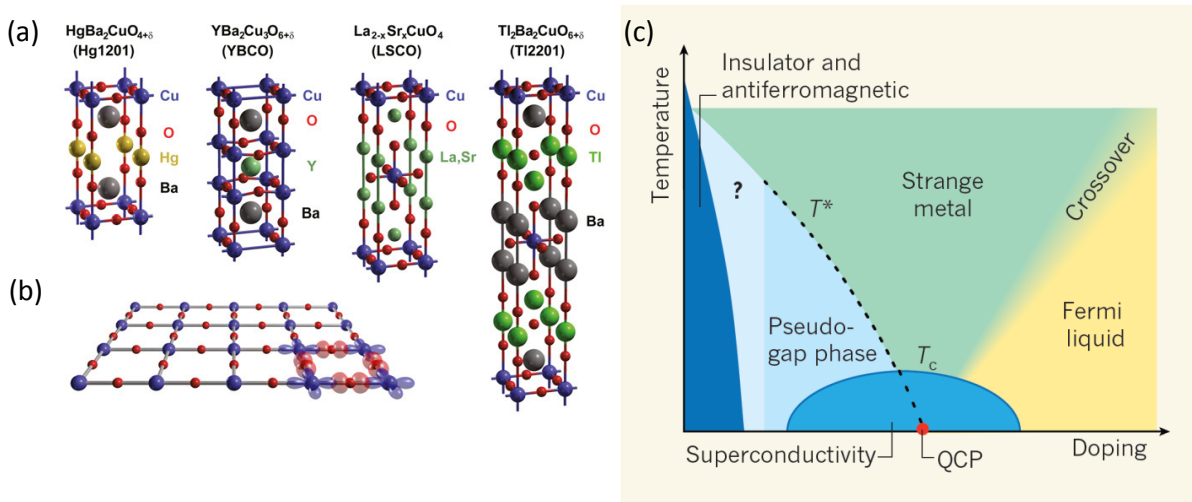 (a)
HgBa₂CuO₄₊δ
(Hg1201)
YBa₂Cu₃O₆₊δ
(YBCO)
La₂₋ₓSrₓCuO₄
(LSCO)
Tl₂Ba₂CuO₆₊δ
(Tl2201)
Cu
O
Hg
Ba
Cu
O
Y
Ba
Cu
O
La,Sr
Cu
O
Tl
Ba
(b)
(c)
Temperature
Insulator and
antiferromagnetic
?
T*
Strange
metal
Crossover
Pseudo-
gap phase
Tc
Fermi
liquid
Superconductivity
QCP
Doping